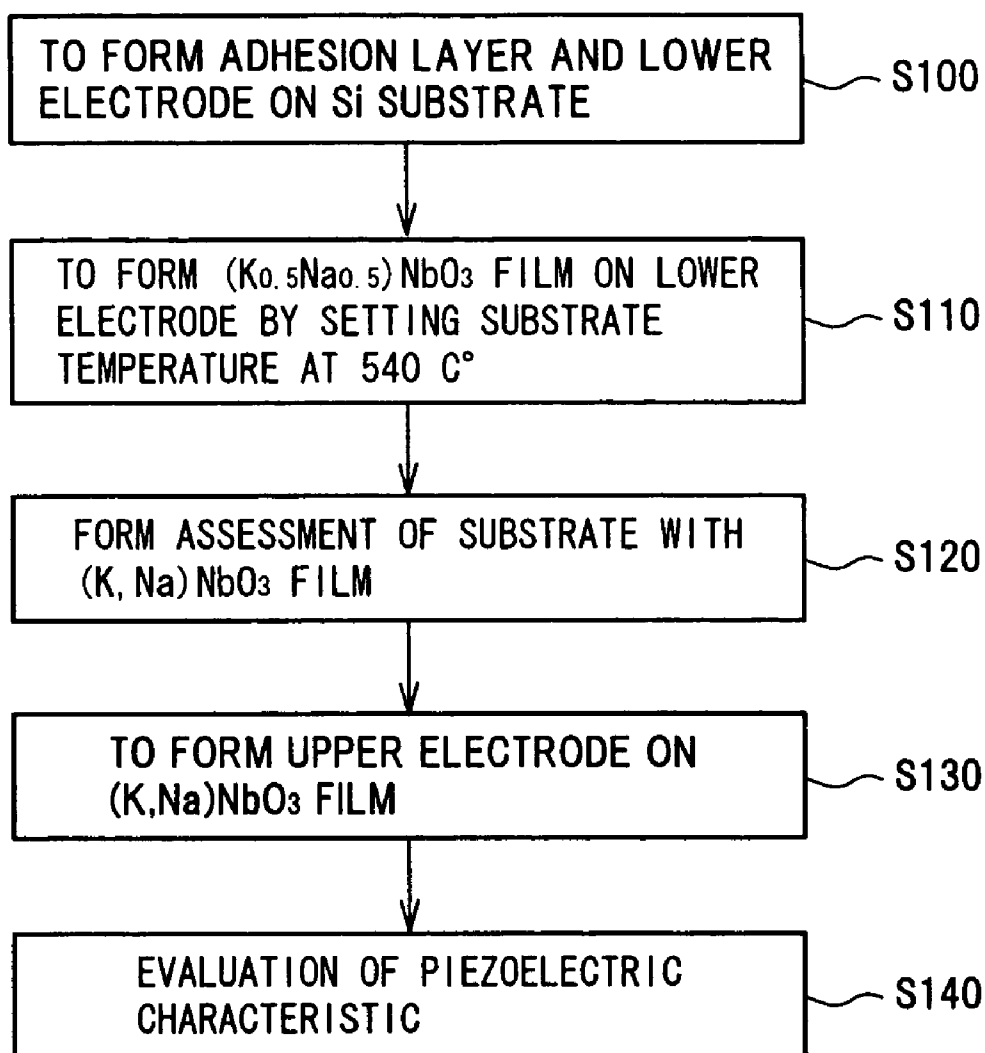 TO FORM ADHESION LAYER AND LOWER
ELECTRODE ON Si SUBSTRATE
S100
TO FORM (K0.5Na0.5)NbO3 FILM ON LOWER
ELECTRODE BY SETTING SUBSTRATE
TEMPERATURE AT 540 C°
S110
FORM ASSESSMENT OF SUBSTRATE WITH
(K, Na) NbO3 FILM
S120
TO FORM UPPER ELECTRODE ON
(K,Na)NbO3 FILM
S130
EVALUATION OF PIEZOELECTRIC
CHARACTERISTIC
S140